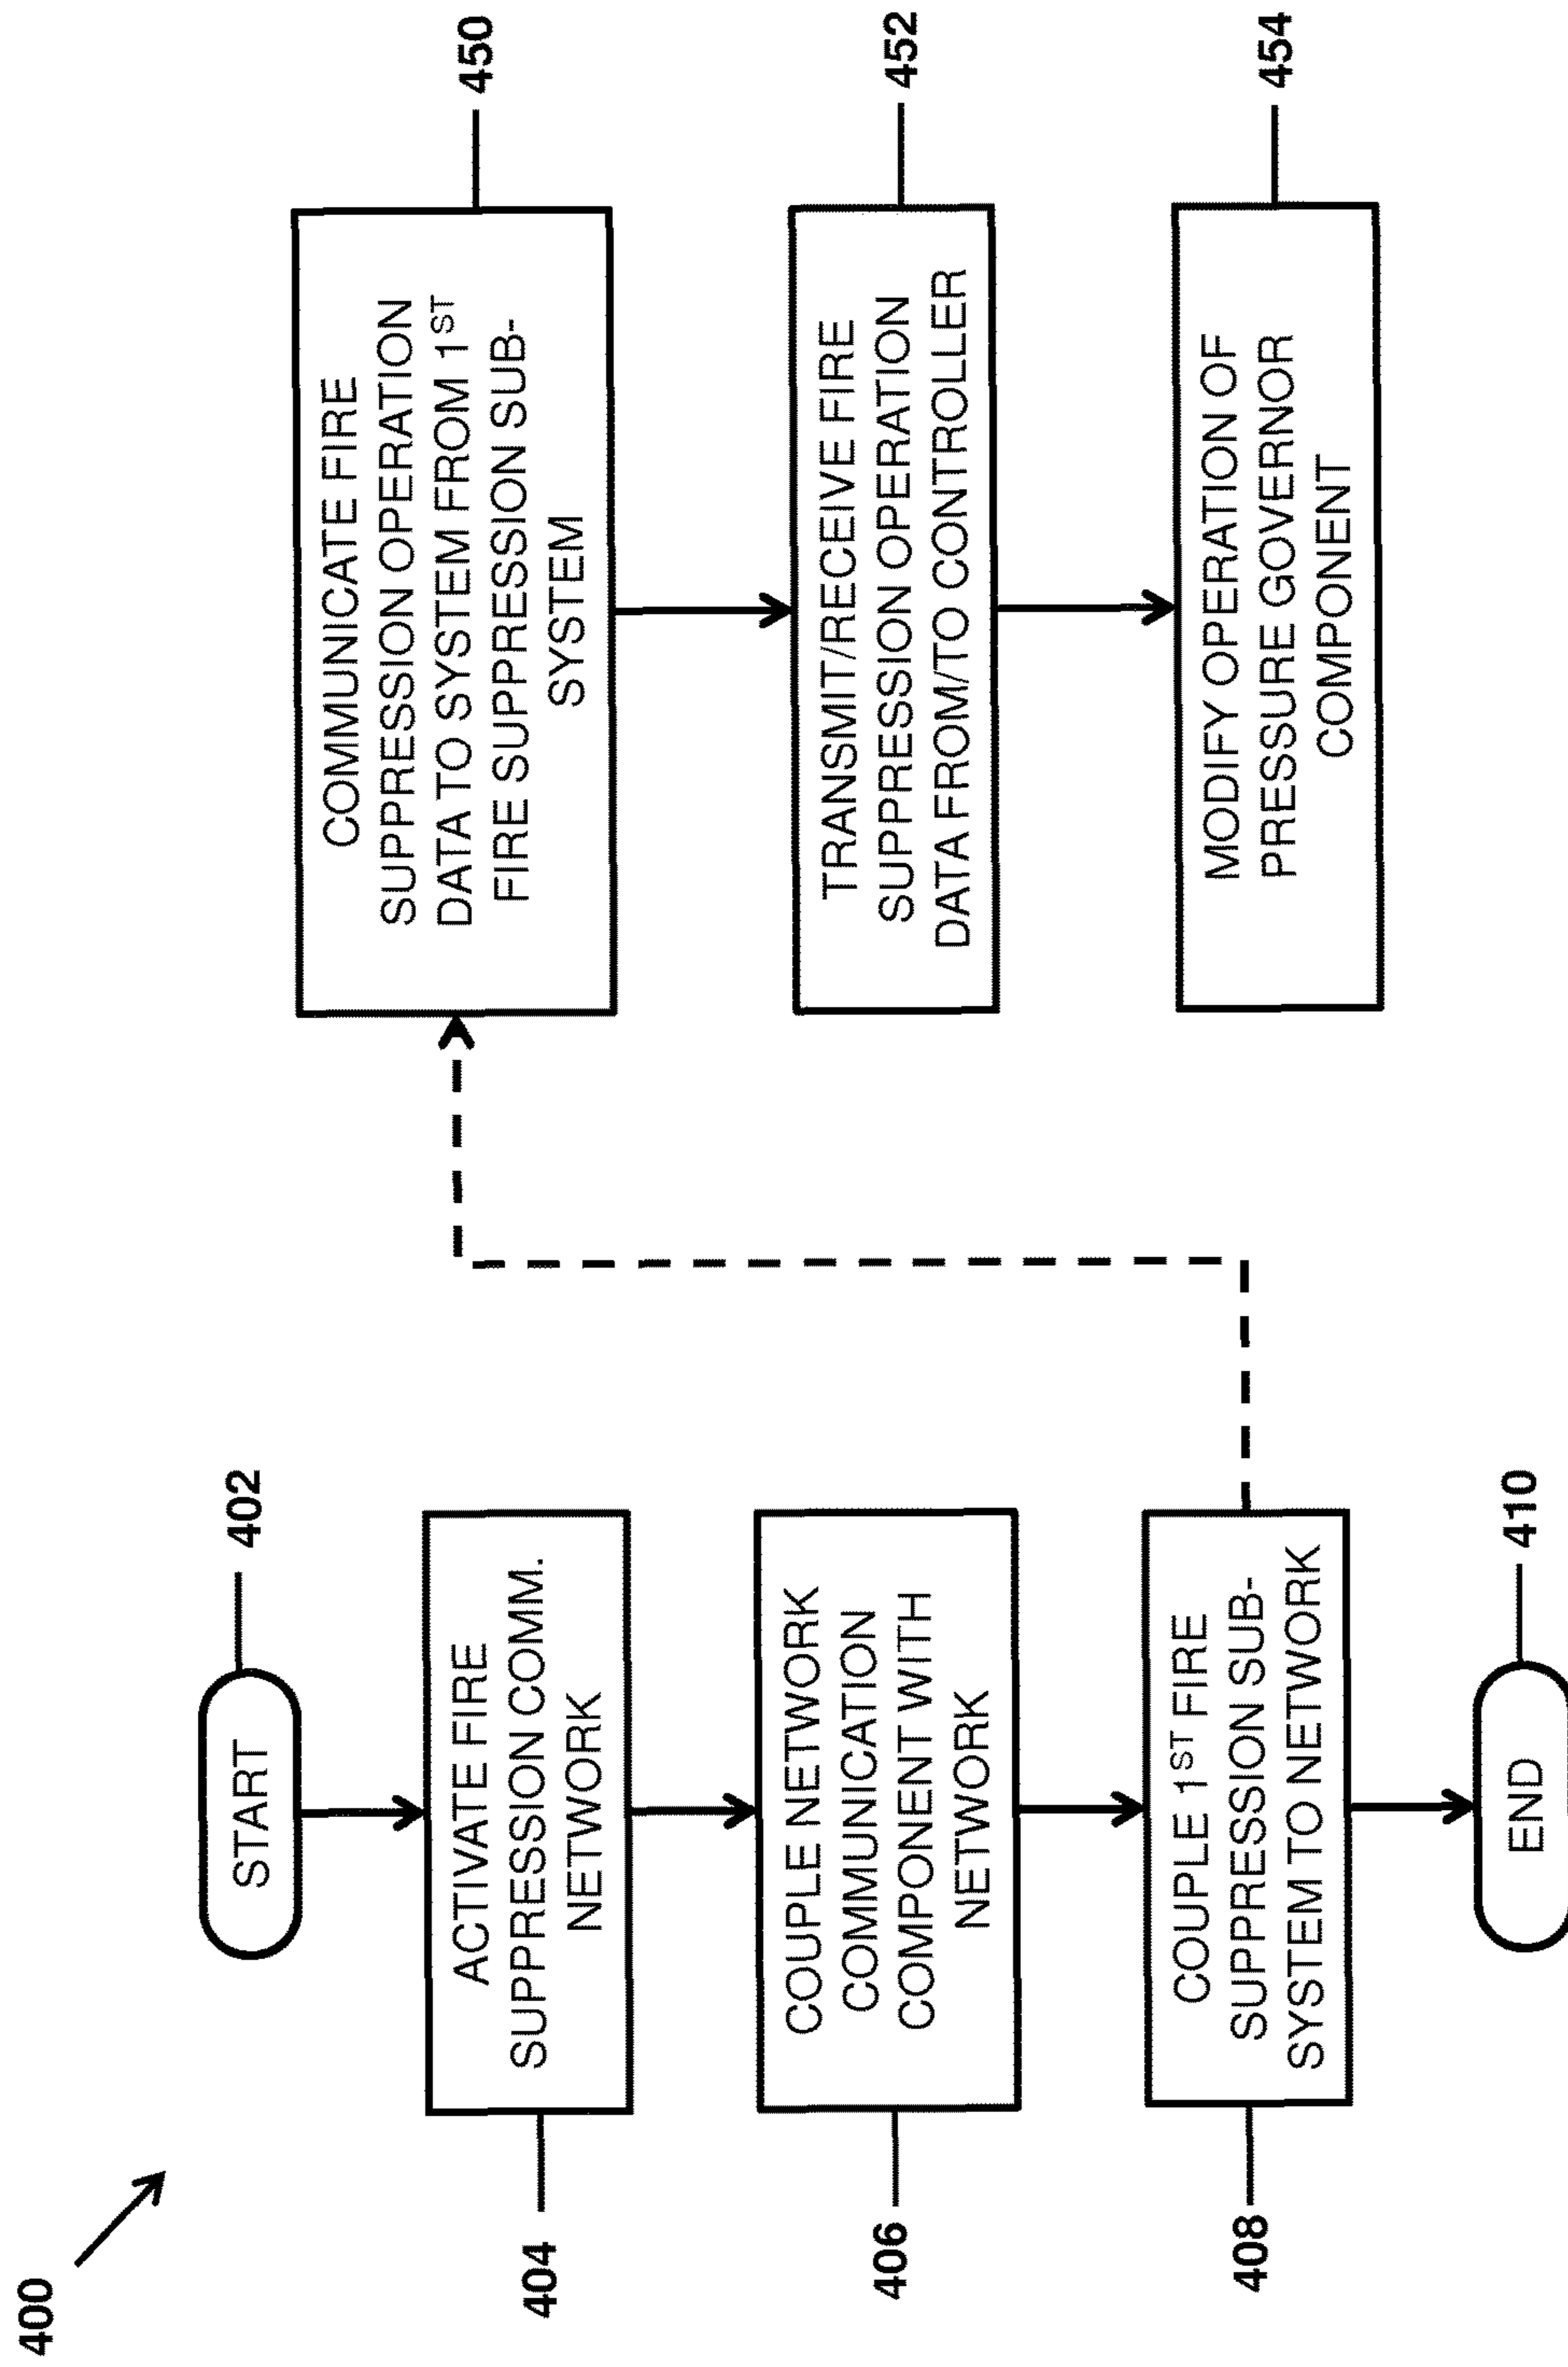 400
402
START
404
ACTIVATE FIRE
SUPPRESSION COMM.
NETWORK
406
COUPLE NETWORK
COMMUNICATION
COMPONENT WITH
NETWORK
408
COUPLE 1ST FIRE
SUPPRESSION SUB-
SYSTEM TO NETWORK
END
410
COMMUNICATE FIRE
SUPPRESSION OPERATION
DATA TO SYSTEM FROM 1ST
FIRE SUPPRESSION SUB-
SYSTEM
450
TRANSMIT/RECEIVE FIRE
SUPPRESSION OPERATION
DATA FROM/TO CONTROLLER
452
MODIFY OPERATION OF
PRESSURE GOVERNOR
COMPONENT
454